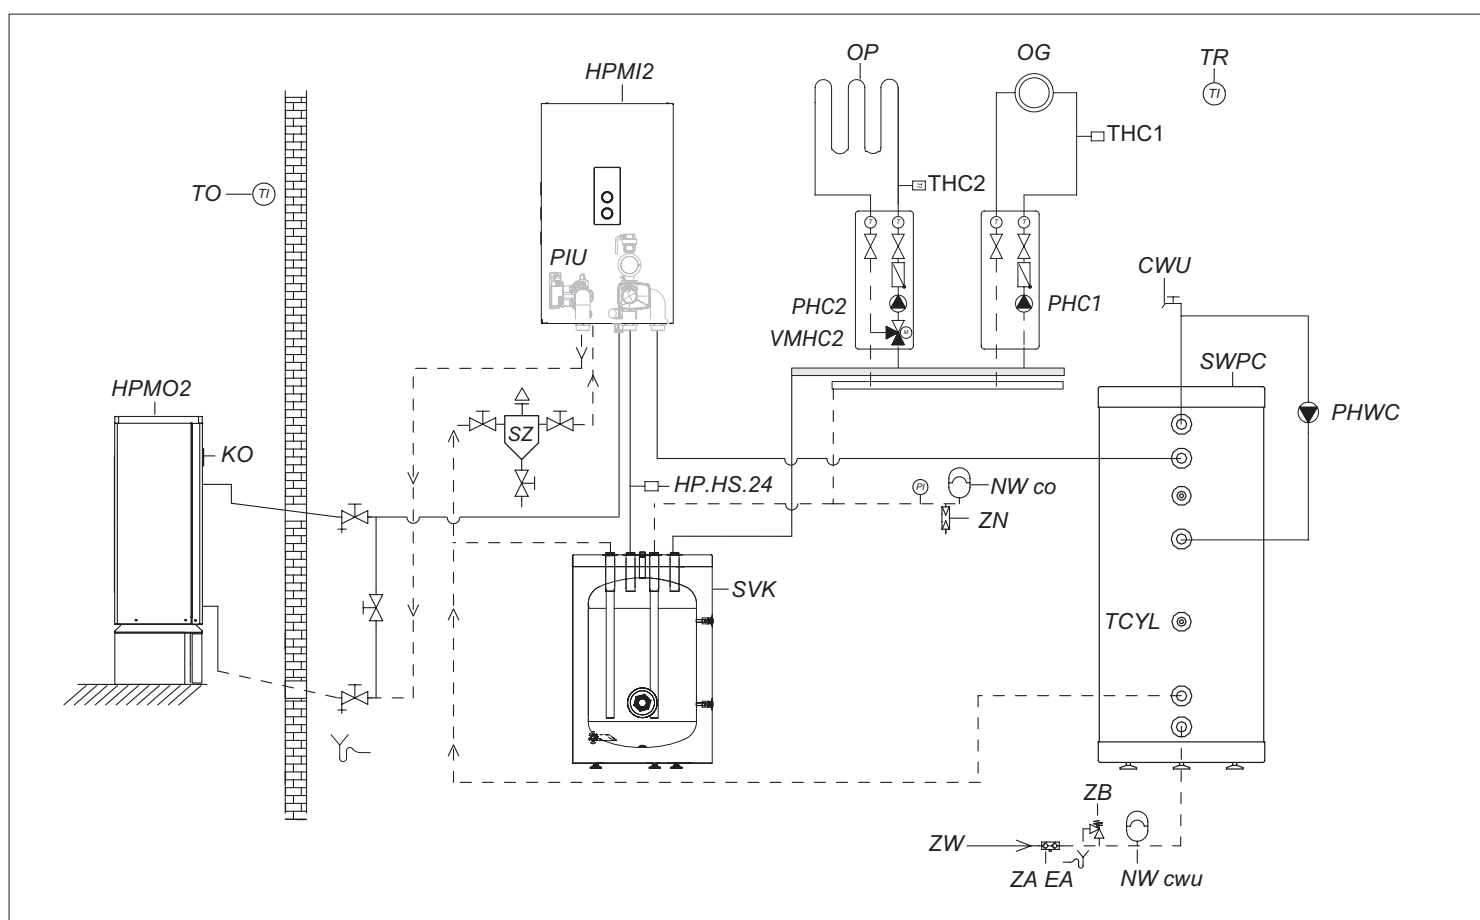 OP
OG
TR
HPMI2
TI
THC1
TO
TI
THC2
T
T
T
T
PIU
CWU
PHC2
PHC1
VMHC2
M
SWPC
HPMO2
PHWC
SZ
KO
HP.HS.24
PI
NW co
ZN
SVK
TCYL
ZB
ZW
ZA EA
NW cwu